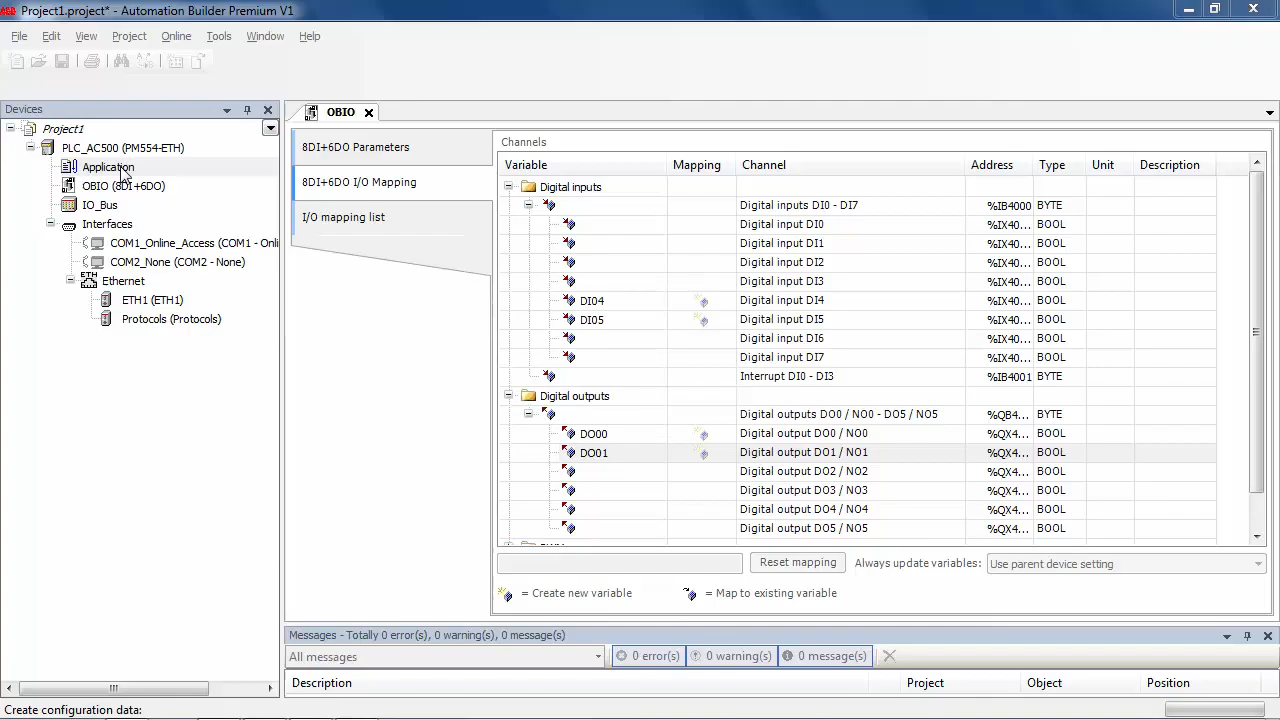 Project1.project* - Automation Builder Premium V1
File Edit View Project Online Tools Window Help
Devices
Project1
PLC_AC500 (PM554-ETH)
Application
OBIO (8DI+6DO)
IO_Bus
Interfaces
COM1_Online_Access (COM1 - Onli
COM2_None (COM2 - None)
Ethernet
ETH1 (ETH1)
Protocols (Protocols)
OBIO
8DI+6DO Parameters
8DI+6DO I/O Mapping
I/O mapping list
Channels
Variable Mapping Channel Address Type Unit Description
Digital inputs
Digital inputs DI0 - DI7 %IB4000 BYTE
Digital input DI0 %IX40... BOOL
Digital input DI1 %IX40... BOOL
Digital input DI2 %IX40... BOOL
Digital input DI3 %IX40... BOOL
DI04 Digital input DI4 %IX40... BOOL
DI05 Digital input DI5 %IX40... BOOL
Digital input DI6 %IX40... BOOL
Digital input DI7 %IX40... BOOL
Interrupt DI0 - DI3 %IB4001 BYTE
Digital outputs
Digital outputs DO0 / NO0 - DO5 / NO5 %QB4... BYTE
DO00 Digital output DO0 / NO0 %QX4... BOOL
DO01 Digital output DO1 / NO1 %QX4... BOOL
Digital output DO2 / NO2 %QX4... BOOL
Digital output DO3 / NO3 %QX4... BOOL
Digital output DO4 / NO4 %QX4... BOOL
Digital output DO5 / NO5 %QX4... BOOL
Reset mapping Always update variables: Use parent device setting
= Create new variable = Map to existing variable
Messages - Totally 0 error(s), 0 warning(s), 0 message(s)
All messages 0 error(s) 0 warning(s) 0 message(s)
Description Project Object Position
Create configuration data: